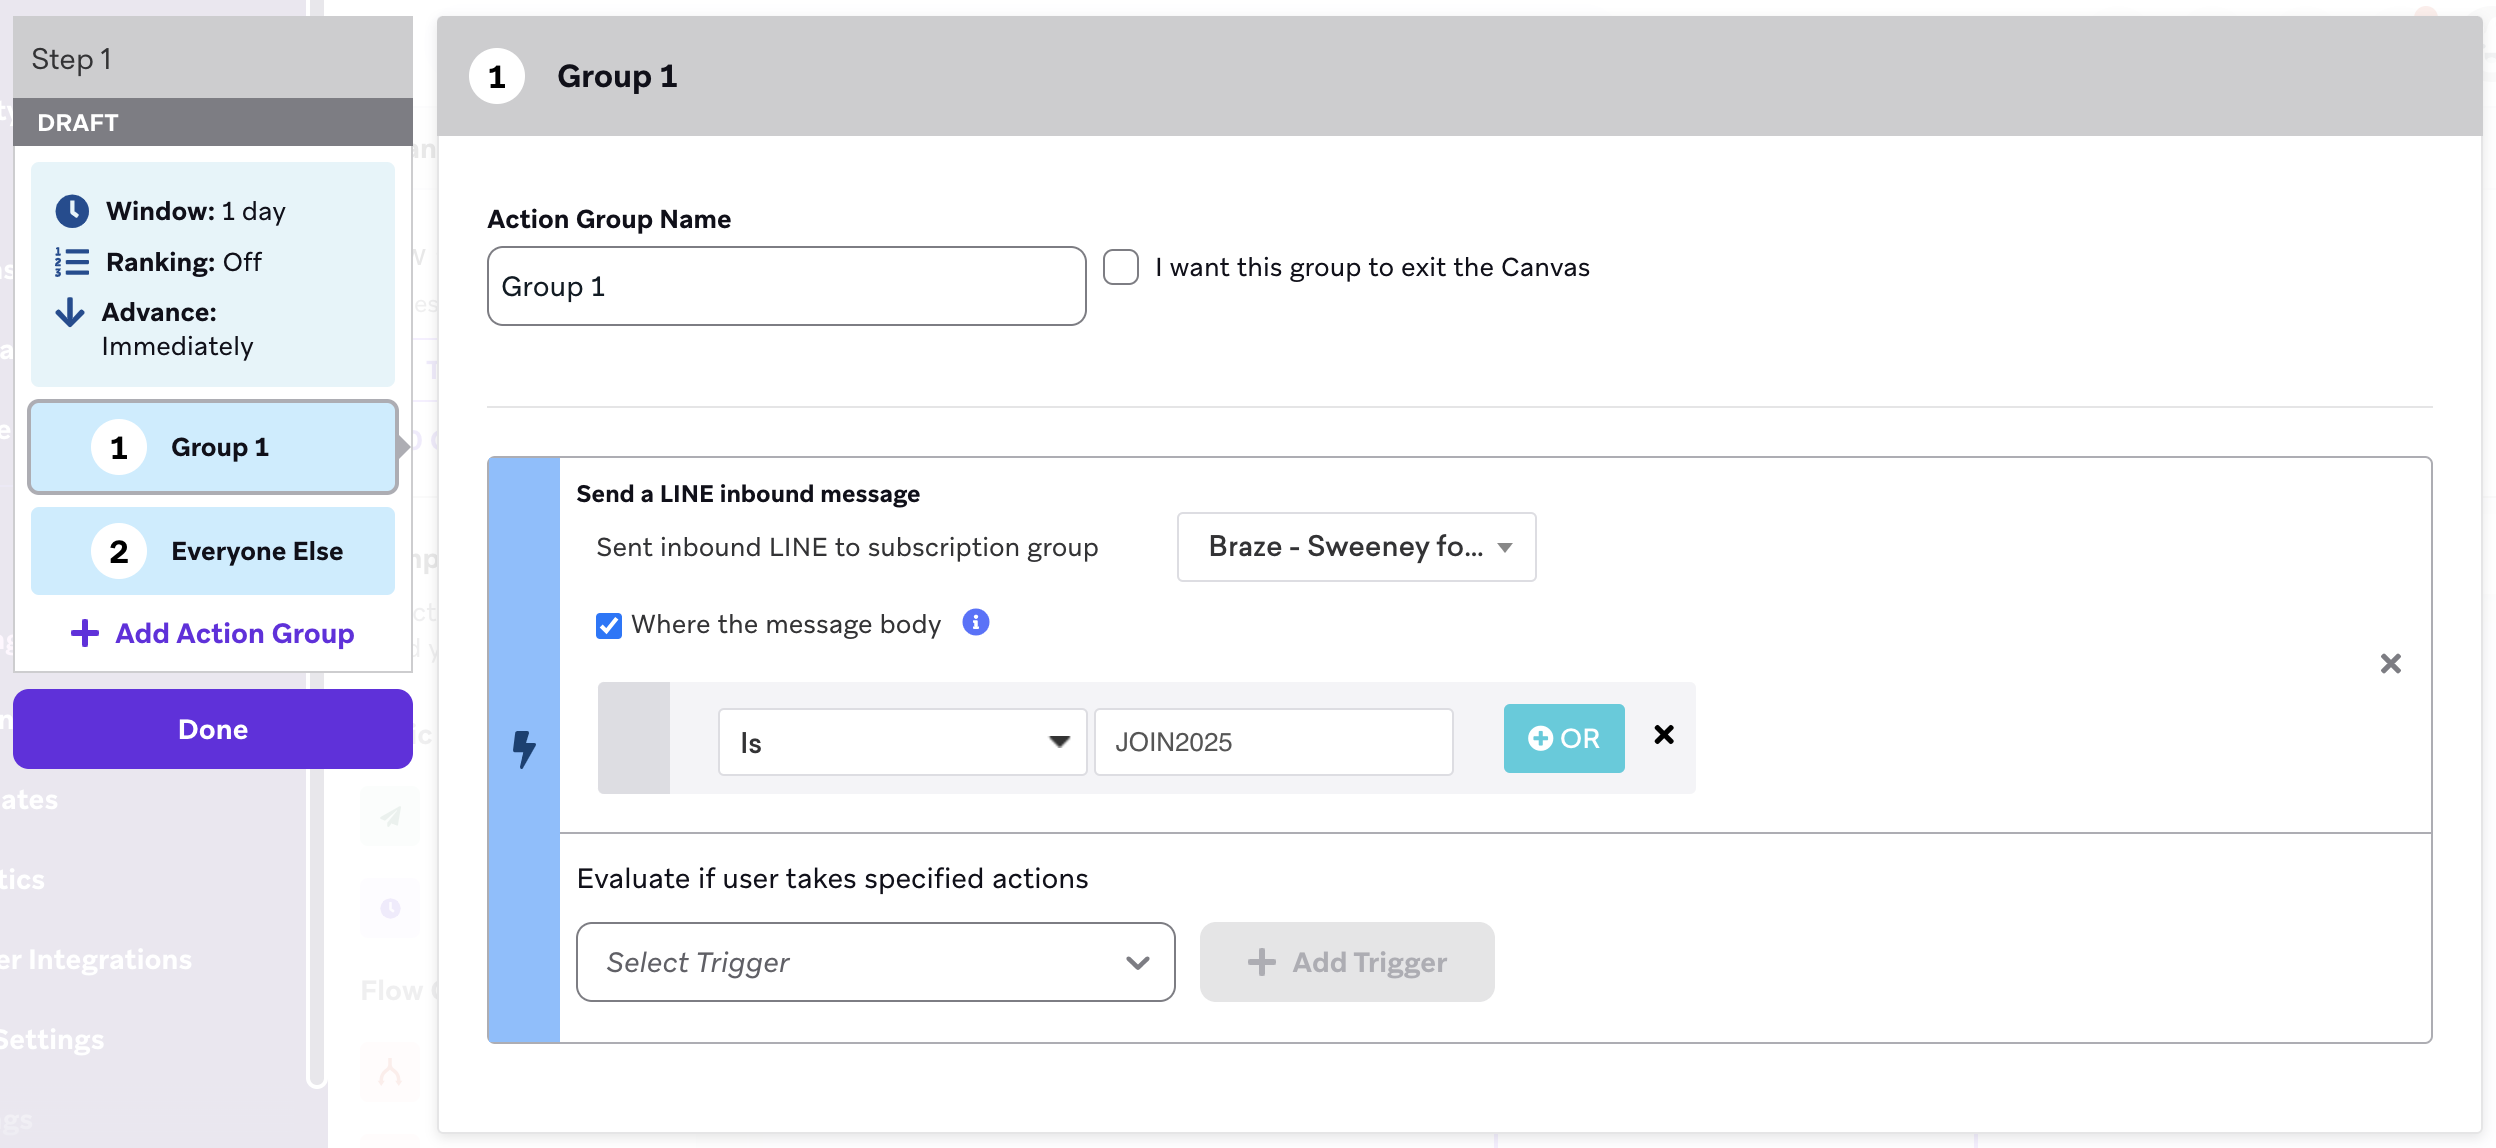 Step 1
DRAFT
Window: 1 day
Ranking: Off
Advance:
Immediately
1 Group 1
2 Everyone Else
Add Action Group
Done
ates
tics
er Integrations
Settings
Flow
1 Group 1
Action Group Name
Group 1
I want this group to exit the Canvas
Send a LINE inbound message
Sent inbound LINE to subscription group
Braze - Sweeney fo...
Where the message body
Is
JOIN2025
OR
Evaluate if user takes specified actions
Select Trigger
Add Trigger